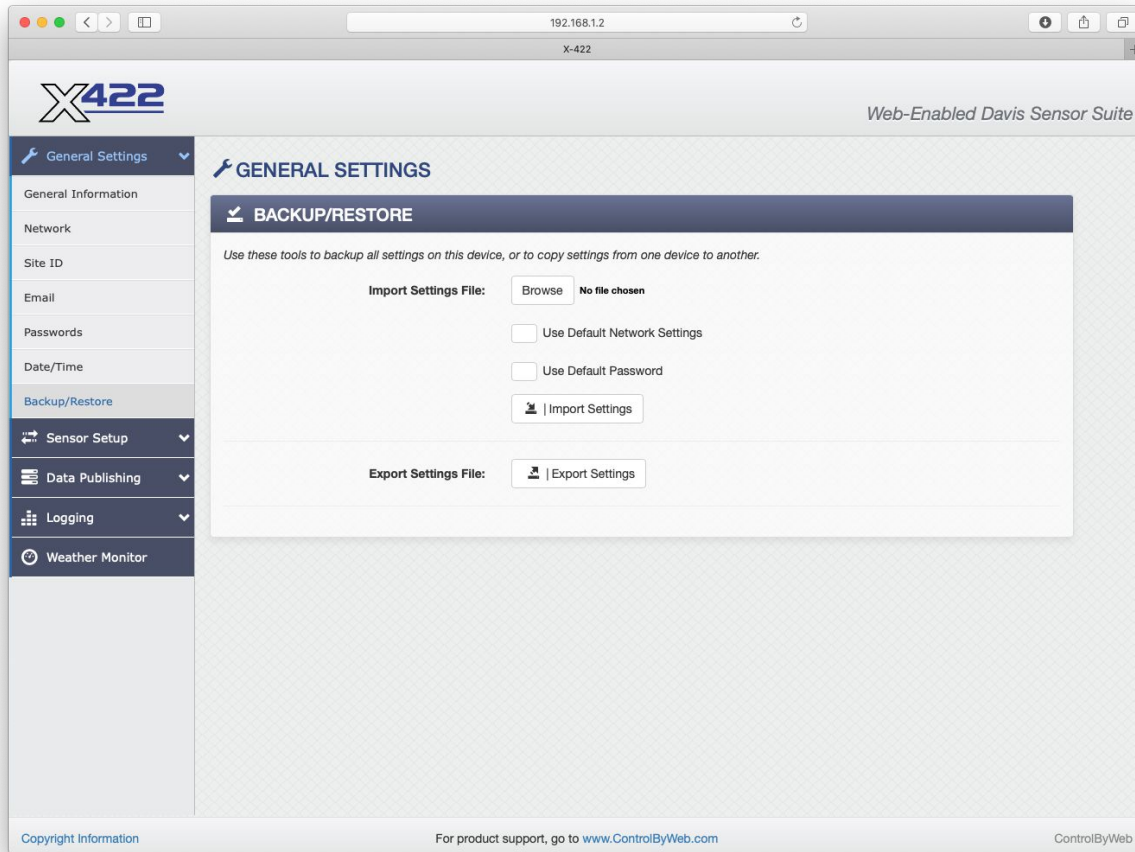 192.168.1.2
X-422
X422
Web-Enabled Davis Sensor Suite
General Settings
General Information
Network
Site ID
Email
Passwords
Date/Time
Backup/Restore
Sensor Setup
Data Publishing
Logging
Weather Monitor
GENERAL SETTINGS
BACKUP/RESTORE
Use these tools to backup all settings on this device, or to copy settings from one device to another.
Import Settings File: Browse No file chosen
Use Default Network Settings
Use Default Password
| Import Settings
Export Settings File: | Export Settings
Copyright Information For product support, go to www.ControlByWeb.com ControlByWeb